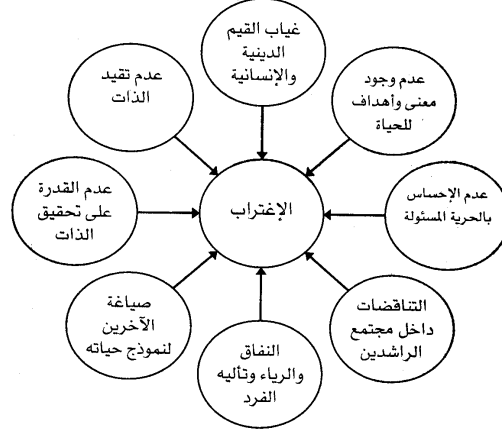 غياب القيم
الدينية
والإنسانية
عدم وجود
معنى وأهداف
للحياة
عدم الإحساس
بالحرية المسئولة
التناقضات
داخل مجتمع
الراشدين
النفاق
والرياء وتأليه
الفرد
صياغة
الآخرين
لنموذج حياته
عدم القدرة
على تحقيق
الذات
عدم تقيد
الذات
الإغتراب